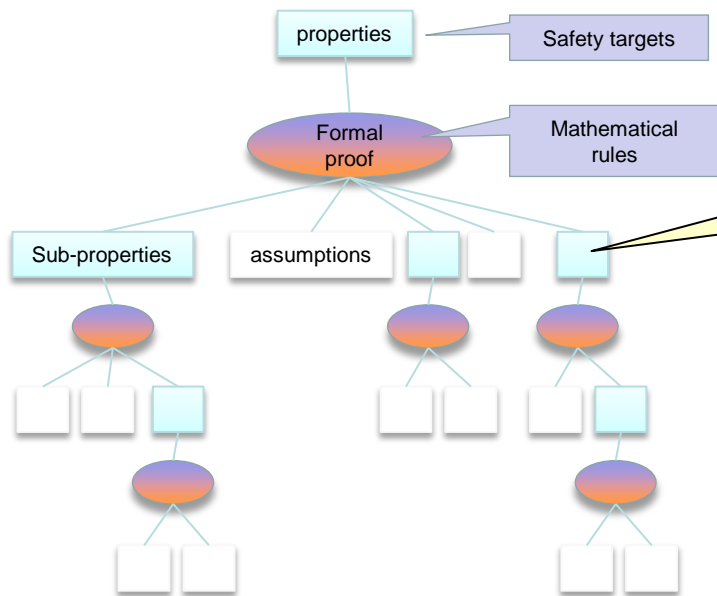 properties
Safety targets
Formal
proof
Mathematical
rules
Sub-properties
assumptions